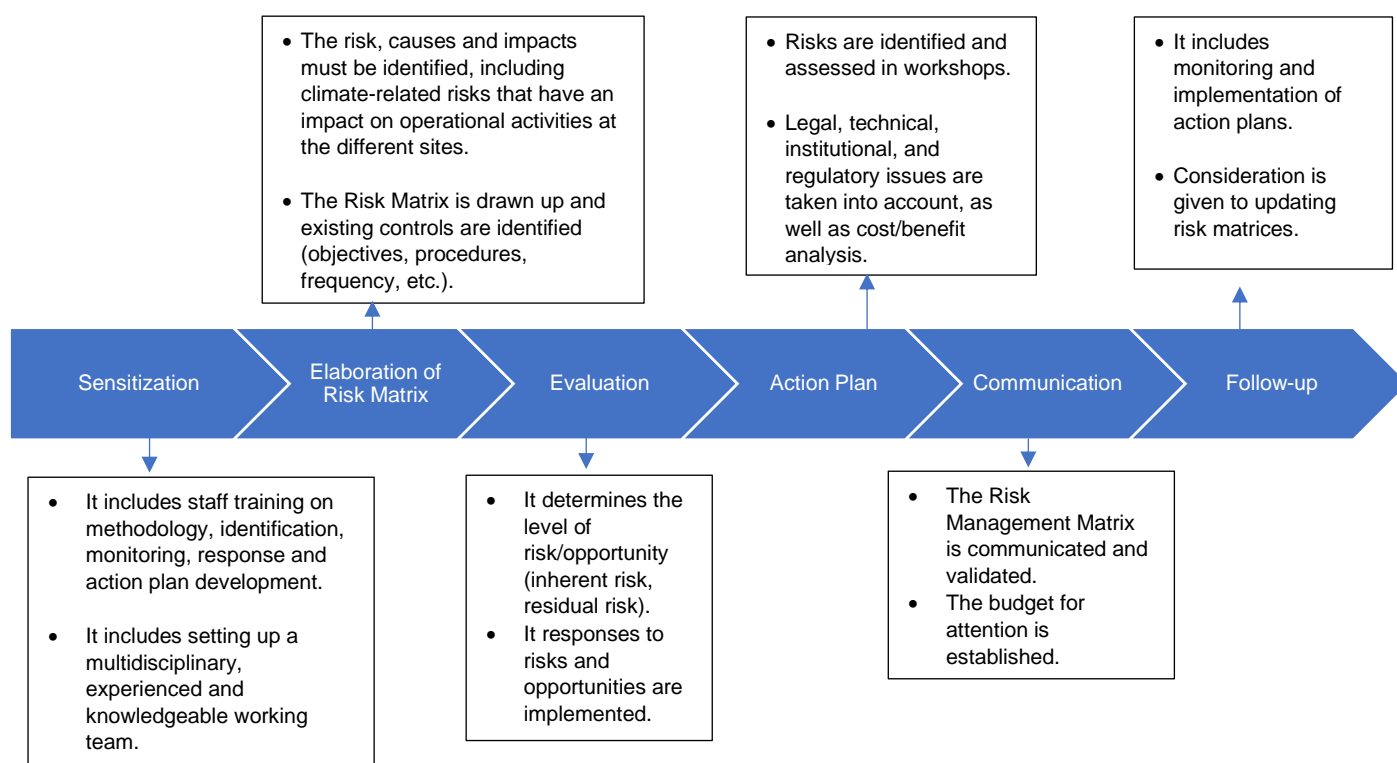 • The risk, causes and impacts
must be identified, including
climate-related risks that have an
impact on operational activities at
the different sites.
• The Risk Matrix is drawn up and
existing controls are identified
(objectives, procedures,
frequency, etc.).
• Risks are identified and
assessed in workshops.
• Legal, technical,
institutional, and
regulatory issues are
taken into account, as
well as cost/benefit
analysis.
• It includes
monitoring and
implementation of
action plans.
• Consideration is
given to updating
risk matrices.
Sensitization
Elaboration of
Risk Matrix
Evaluation
Action Plan
Communication
Follow-up
• It includes staff training on
methodology, identification,
monitoring, response and
action plan development.
• It includes setting up a
multidisciplinary,
experienced and
knowledgeable working
team.
• It determines the
level of
risk/opportunity
(inherent risk,
residual risk).
• It responses to
risks and
opportunities are
implemented.
• The Risk
Management Matrix
is communicated and
validated.
• The budget for
attention is
established.